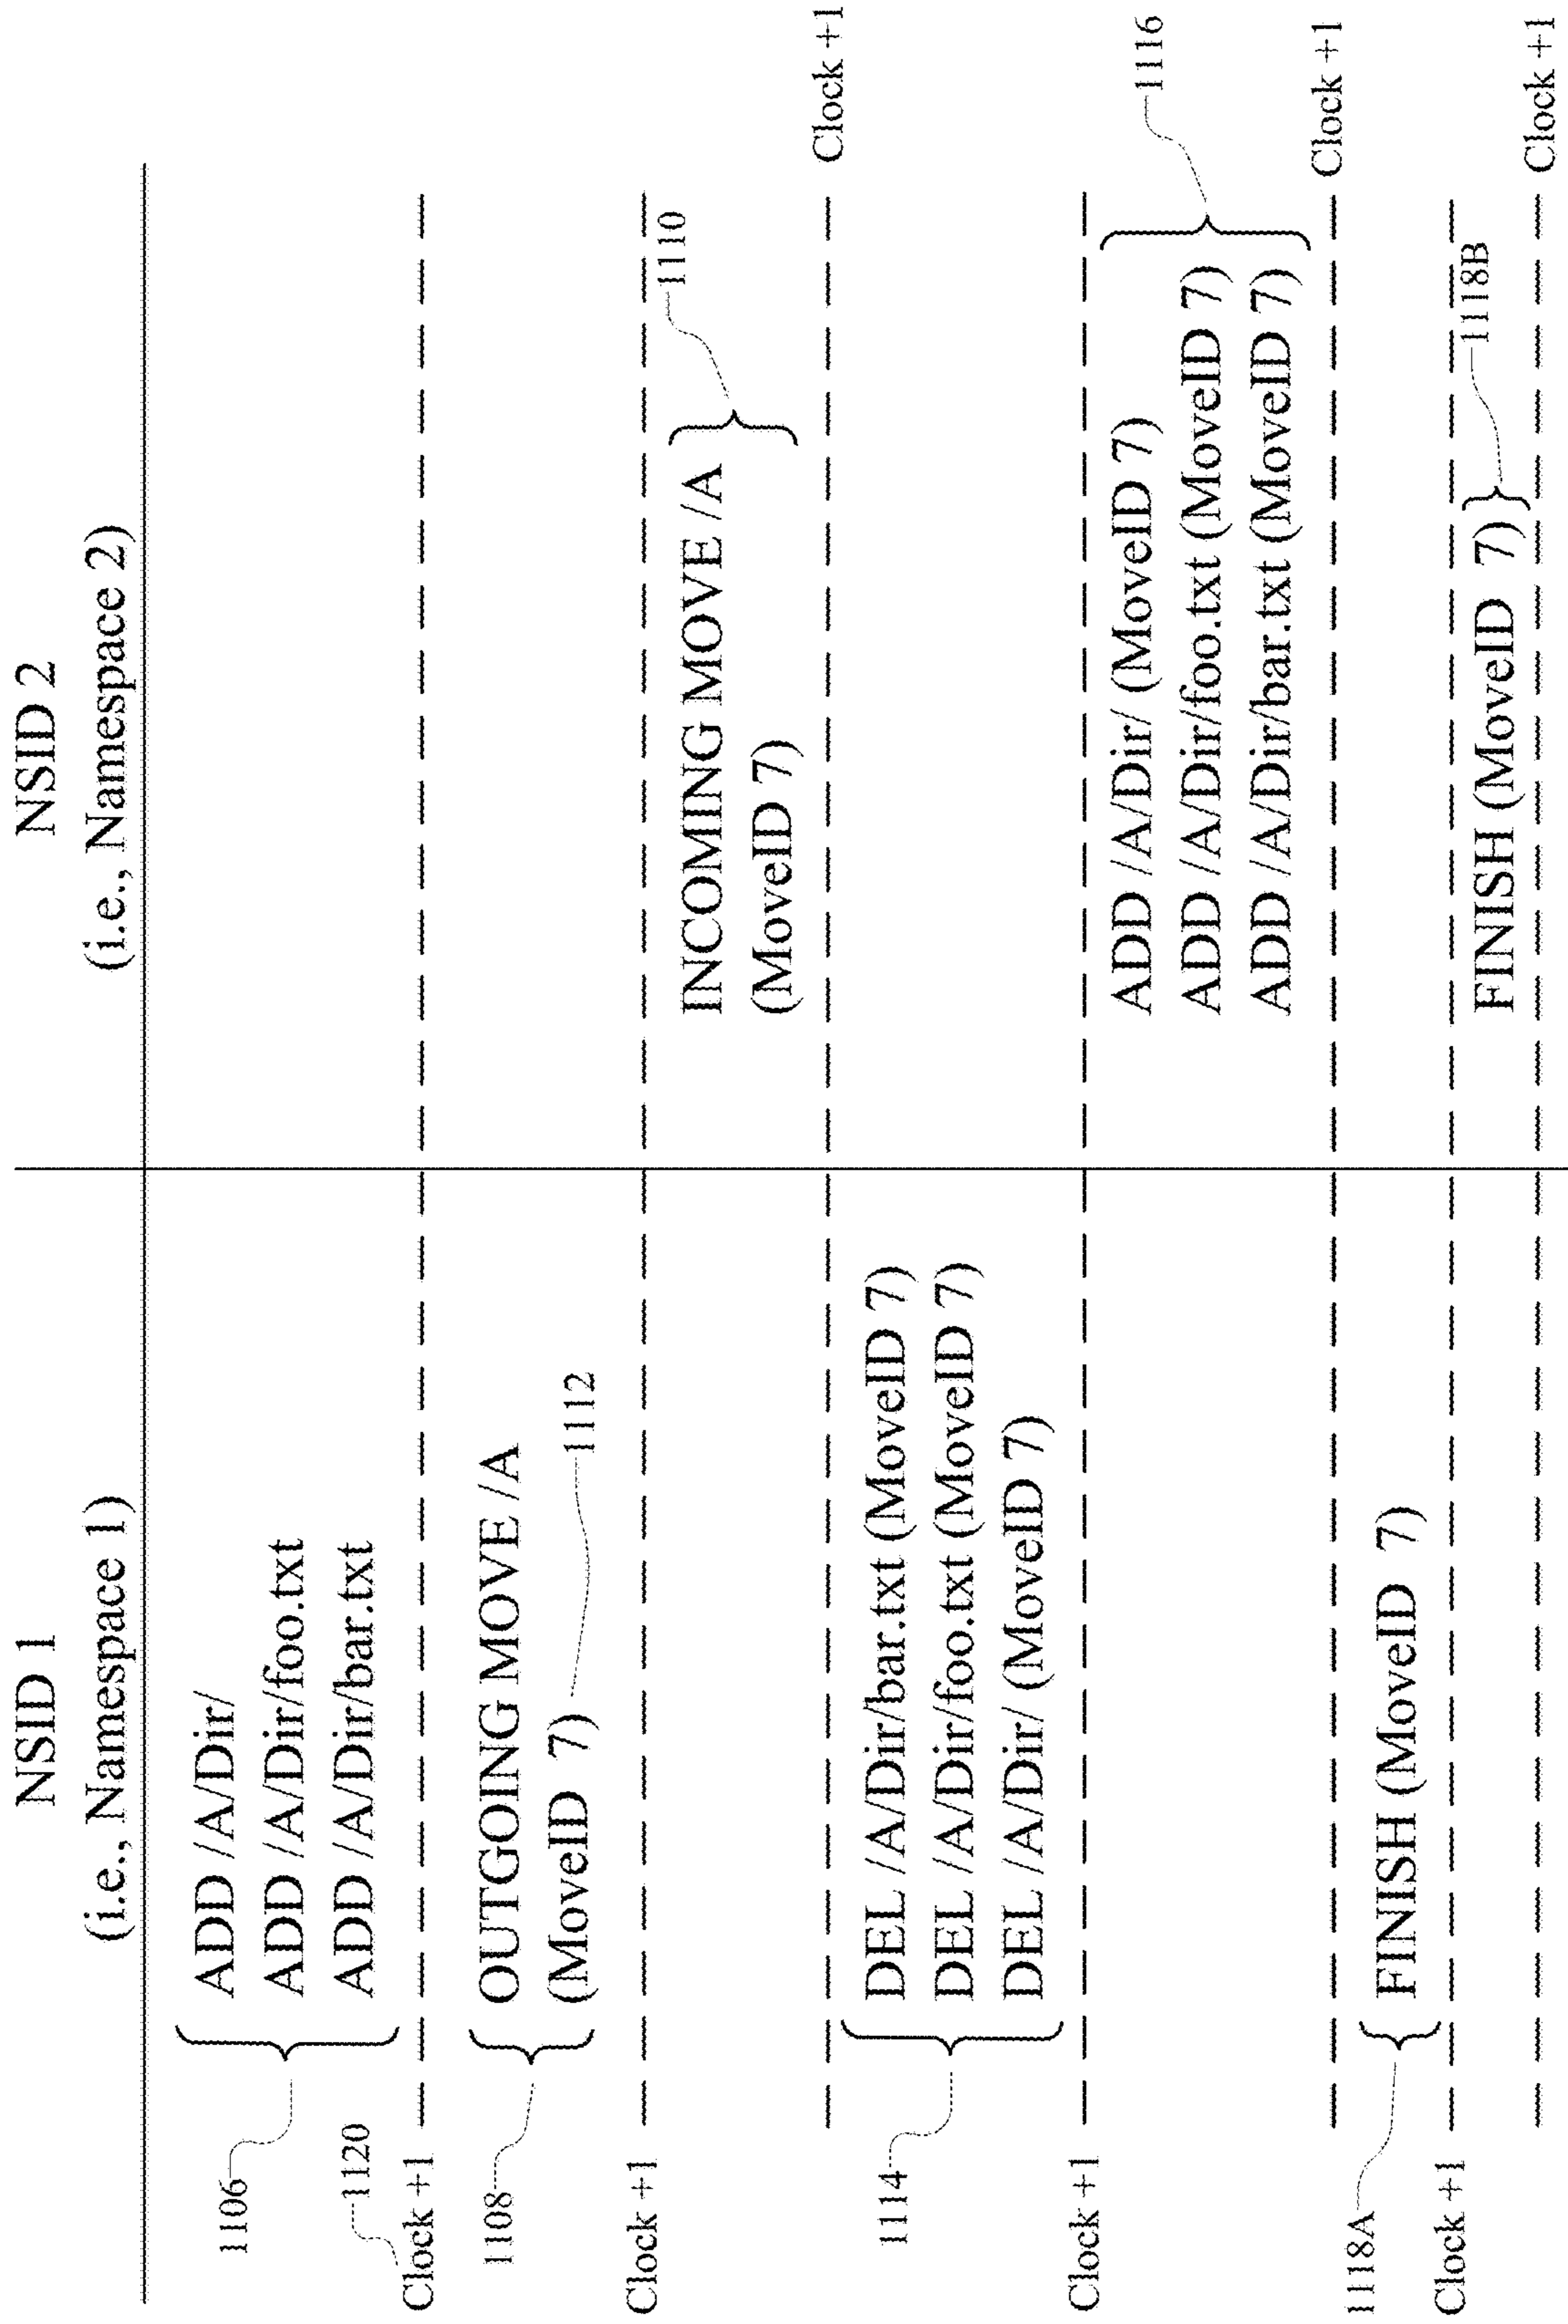 NSID 1
(i.e., Namespace 1)
NSID 2
(i.e., Namespace 2)
1106
ADD /A/Dir/
ADD /A/Dir/foo.txt
ADD /A/Dir/bar.txt
1120
Clock +1
1108
OUTGOING MOVE /A
(MoveID 7)
1112
Clock +1
INCOMING MOVE /A
(MoveID 7)
1110
Clock +1
1114
DEL /A/Dir/bar.txt (MoveID 7)
DEL /A/Dir/foo.txt (MoveID 7)
DEL /A/Dir/ (MoveID 7)
Clock +1
ADD /A/Dir/ (MoveID 7)
ADD /A/Dir/foo.txt (MoveID 7)
ADD /A/Dir/bar.txt (MoveID 7)
1116
Clock +1
1118A
FINISH (MoveID 7)
Clock +1
FINISH (MoveID 7)
1118B
Clock +1